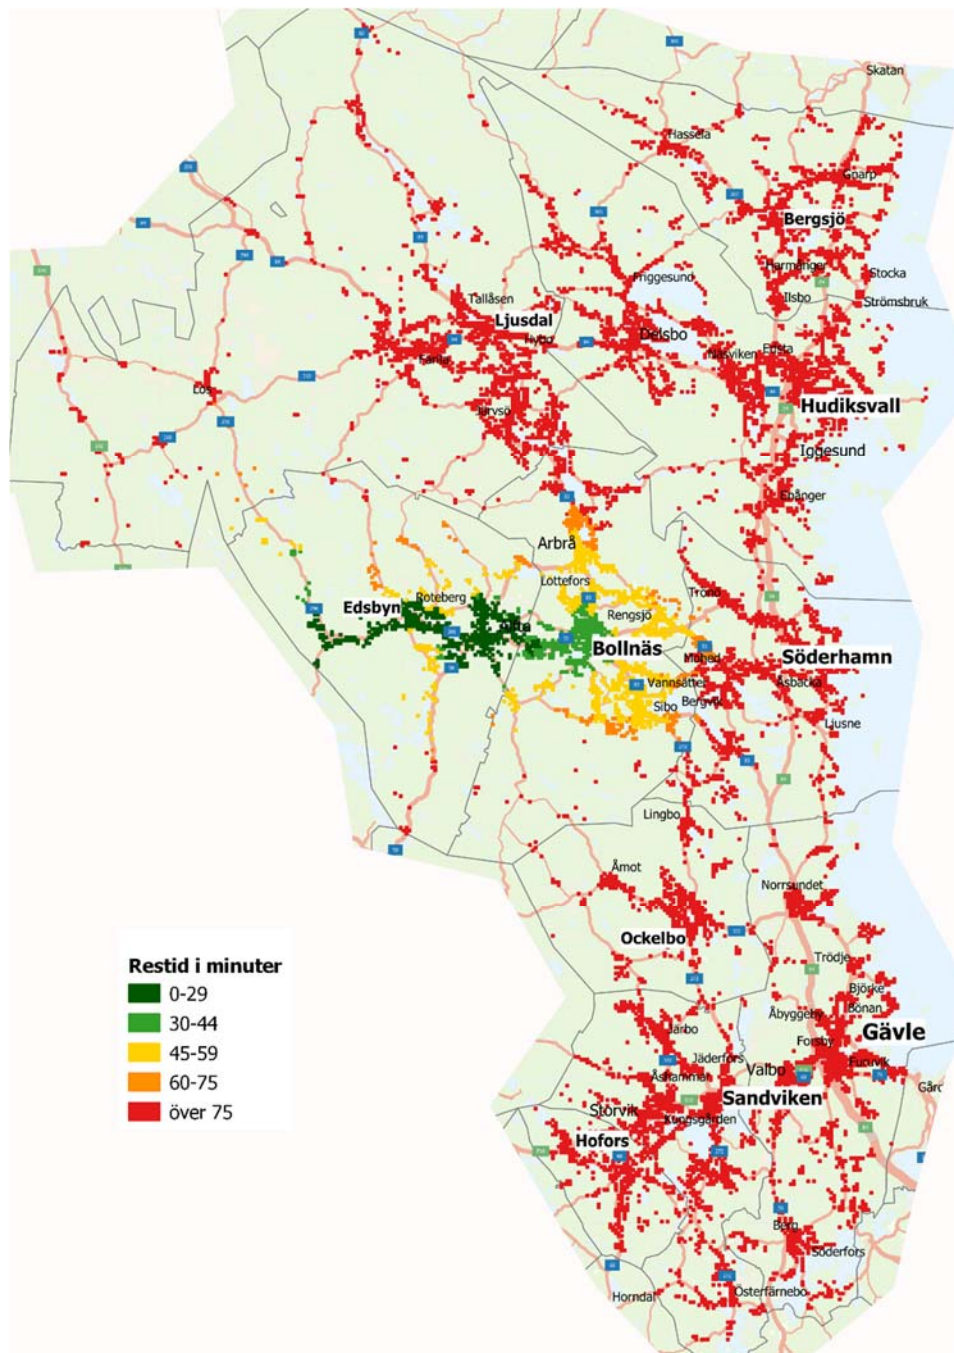 Skatan
Hassela
Gnarp
Bergsjö
Harmånger
Stocka
Friggesund
Ilsbo
Strömsbruk
Tallåsen
Ljusdal
Hybo
Delsbo
Näsviken
Färila
Los
Hudiksvall
Järvsö
Iggesund
Enånger
Arbrå
Lottefors
Trönö
Roteberg
Edsbyn
Rengsjö
Alfta
Bollnäs
Mohed
Söderhamn
Vannsätter
Åsbacka
Sibo
Bergvik
Ljusne
Lingbo
Åmot
Norrsundet
Ockelbo
Trödje
Björke
Bönan
Åbyggeby
Gävle
Järbo
Forsby
Jäderfors
Furuvik
Valbo
Åshammar
Sandviken
Storvik
Kungsgården
Hofors
Berg
Söderfors
Horndal
Österfärnebo
Restid i minuter
0-29
30-44
45-59
60-75
över 75